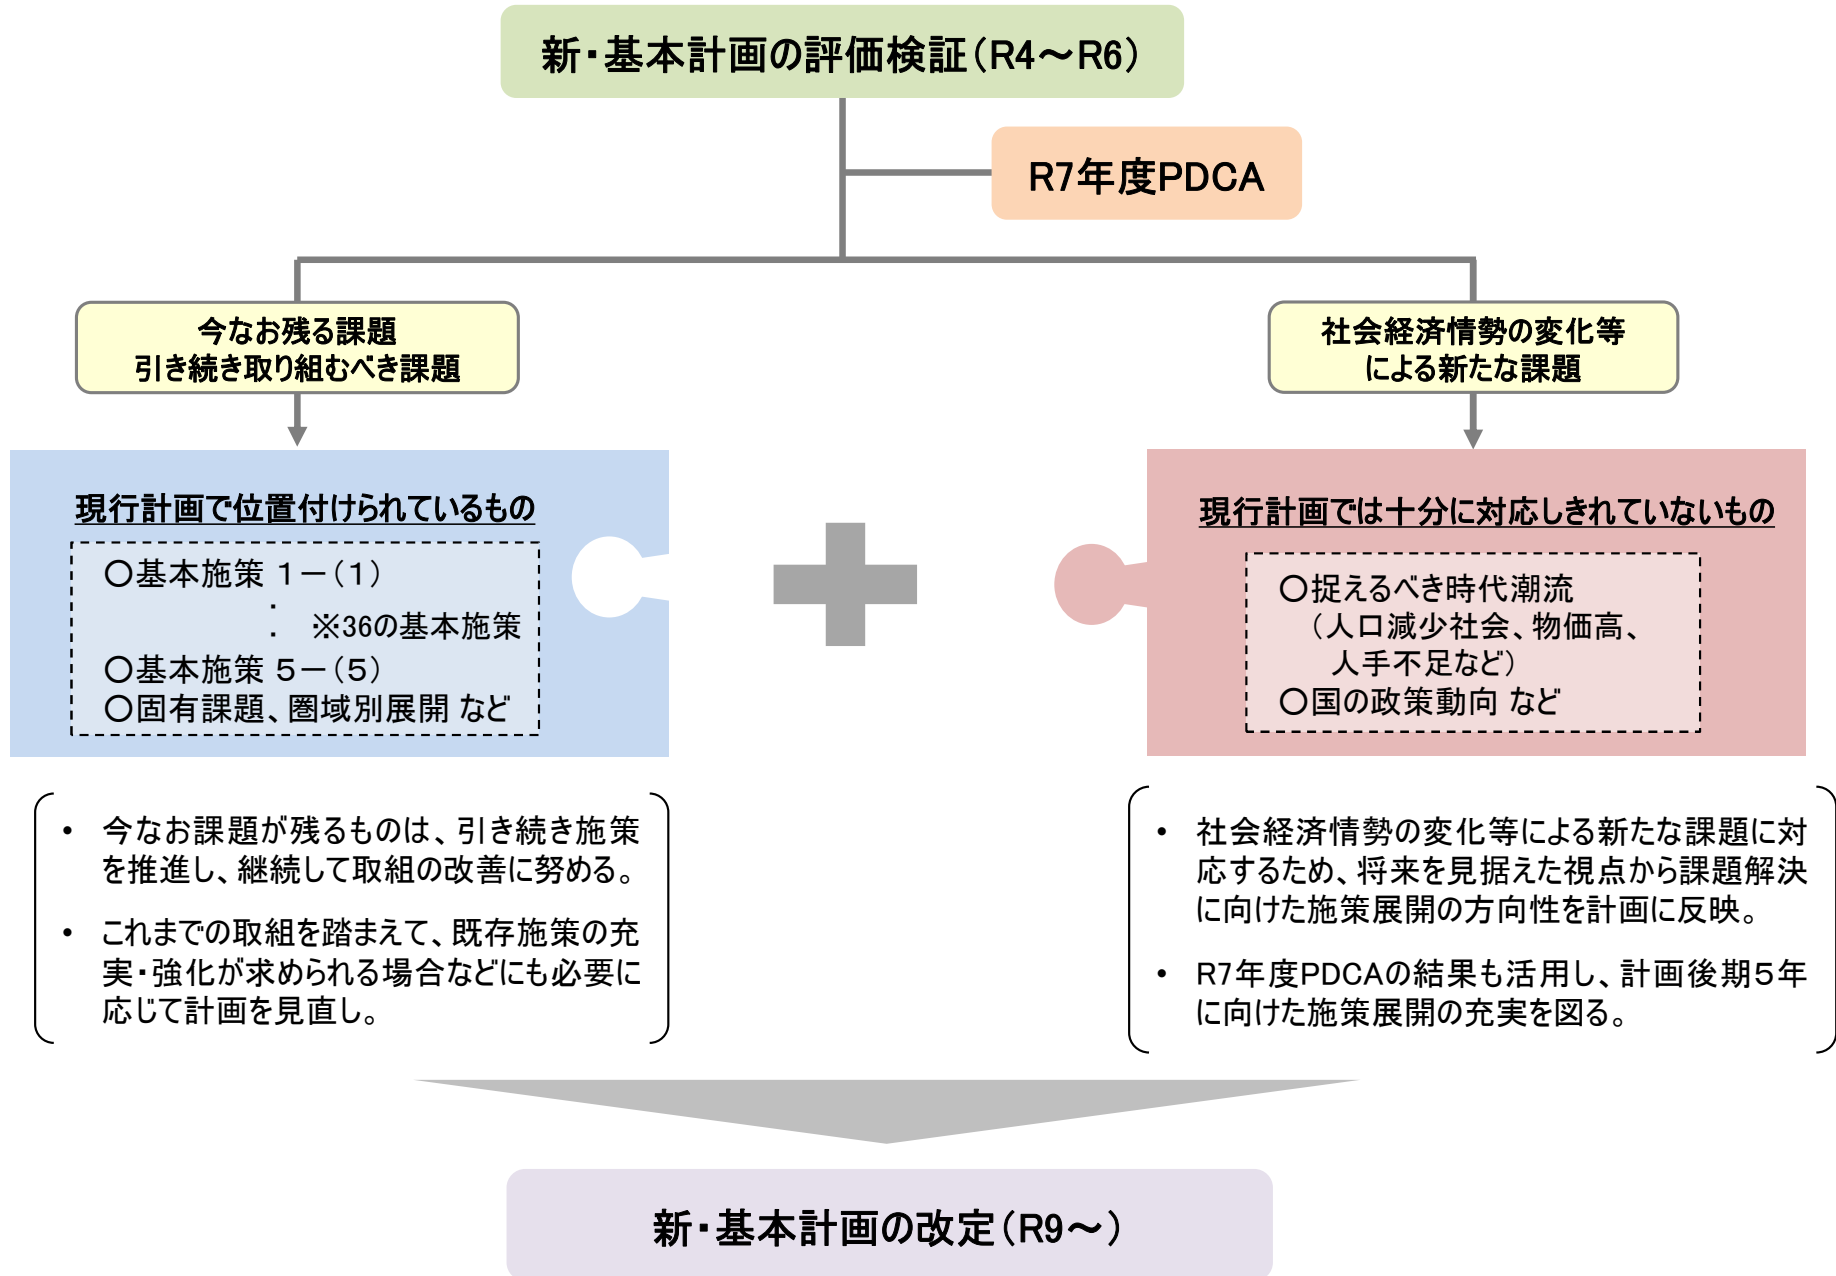 新・基本計画の評価検証（R4～R6）
R7年度PDCA
今なお残る課題
引き続き取り組むべき課題
社会経済情勢の変化等
による新たな課題
現行計画で位置付けられているもの
○基本施策 １－（１）
：　※36の基本施策
○基本施策 ５－（５）
○固有課題、圏域別展開 など
現行計画では十分に対応しきれていないもの
○捉えるべき時代潮流
（人口減少社会、物価高、
人手不足など）
○国の政策動向 など
• 今なお課題が残るものは、引き続き施策
を推進し、継続して取組の改善に努める。
• これまでの取組を踏まえて、既存施策の充
実・強化が求められる場合などにも必要に
応じて計画を見直し。
• 社会経済情勢の変化等による新たな課題に対
応するため、将来を見据えた視点から課題解決
に向けた施策展開の方向性を計画に反映。
• R7年度PDCAの結果も活用し、計画後期５年
に向けた施策展開の充実を図る。
新・基本計画の改定（R9～）